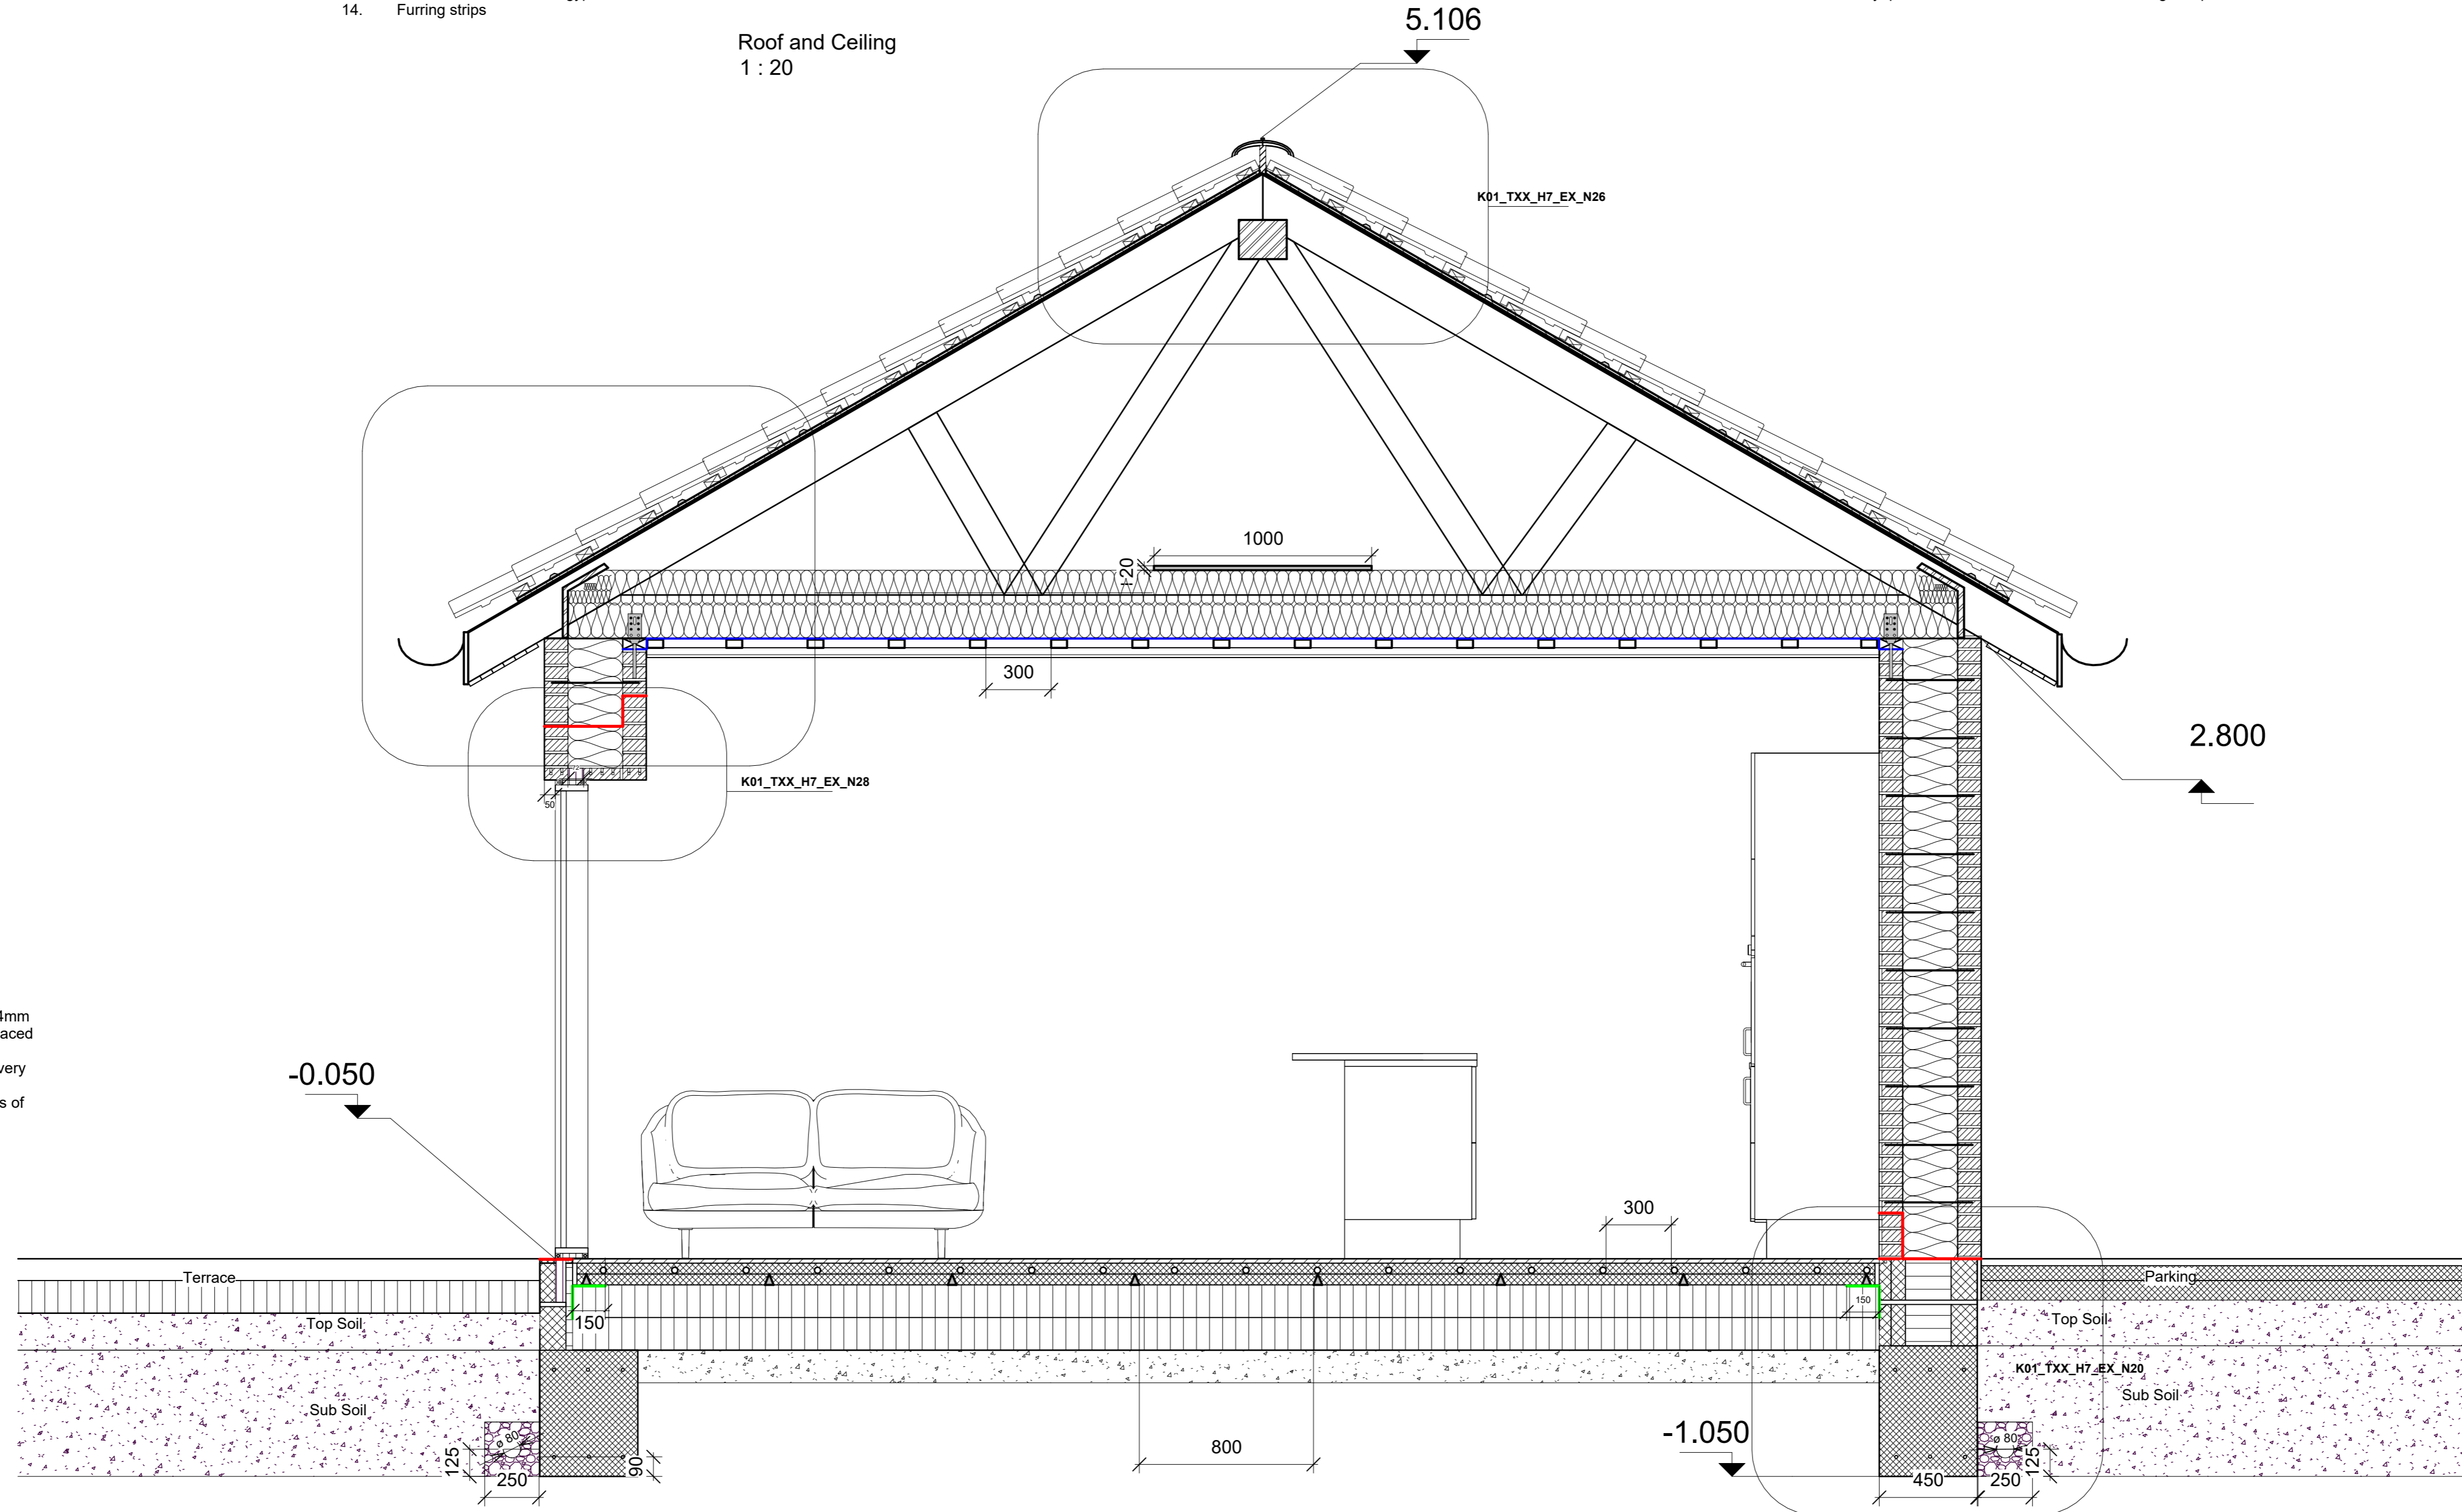 14. Furring strips
5.106
Roof and Ceiling
1 : 20
K01_TXX_H7_EX_N26
1000
120
300
2.800
K01_TXX_H7_EX_N28
50
4mm
aced
very
s of
-0.050
300
Terrace
Parking
150
150
Top Soil
Top Soil
K01_TXX_H7_EX_N20
Sub Soil
Sub Soil
-1.050
ø 80
ø 80
125
90
800
125
250
450
250